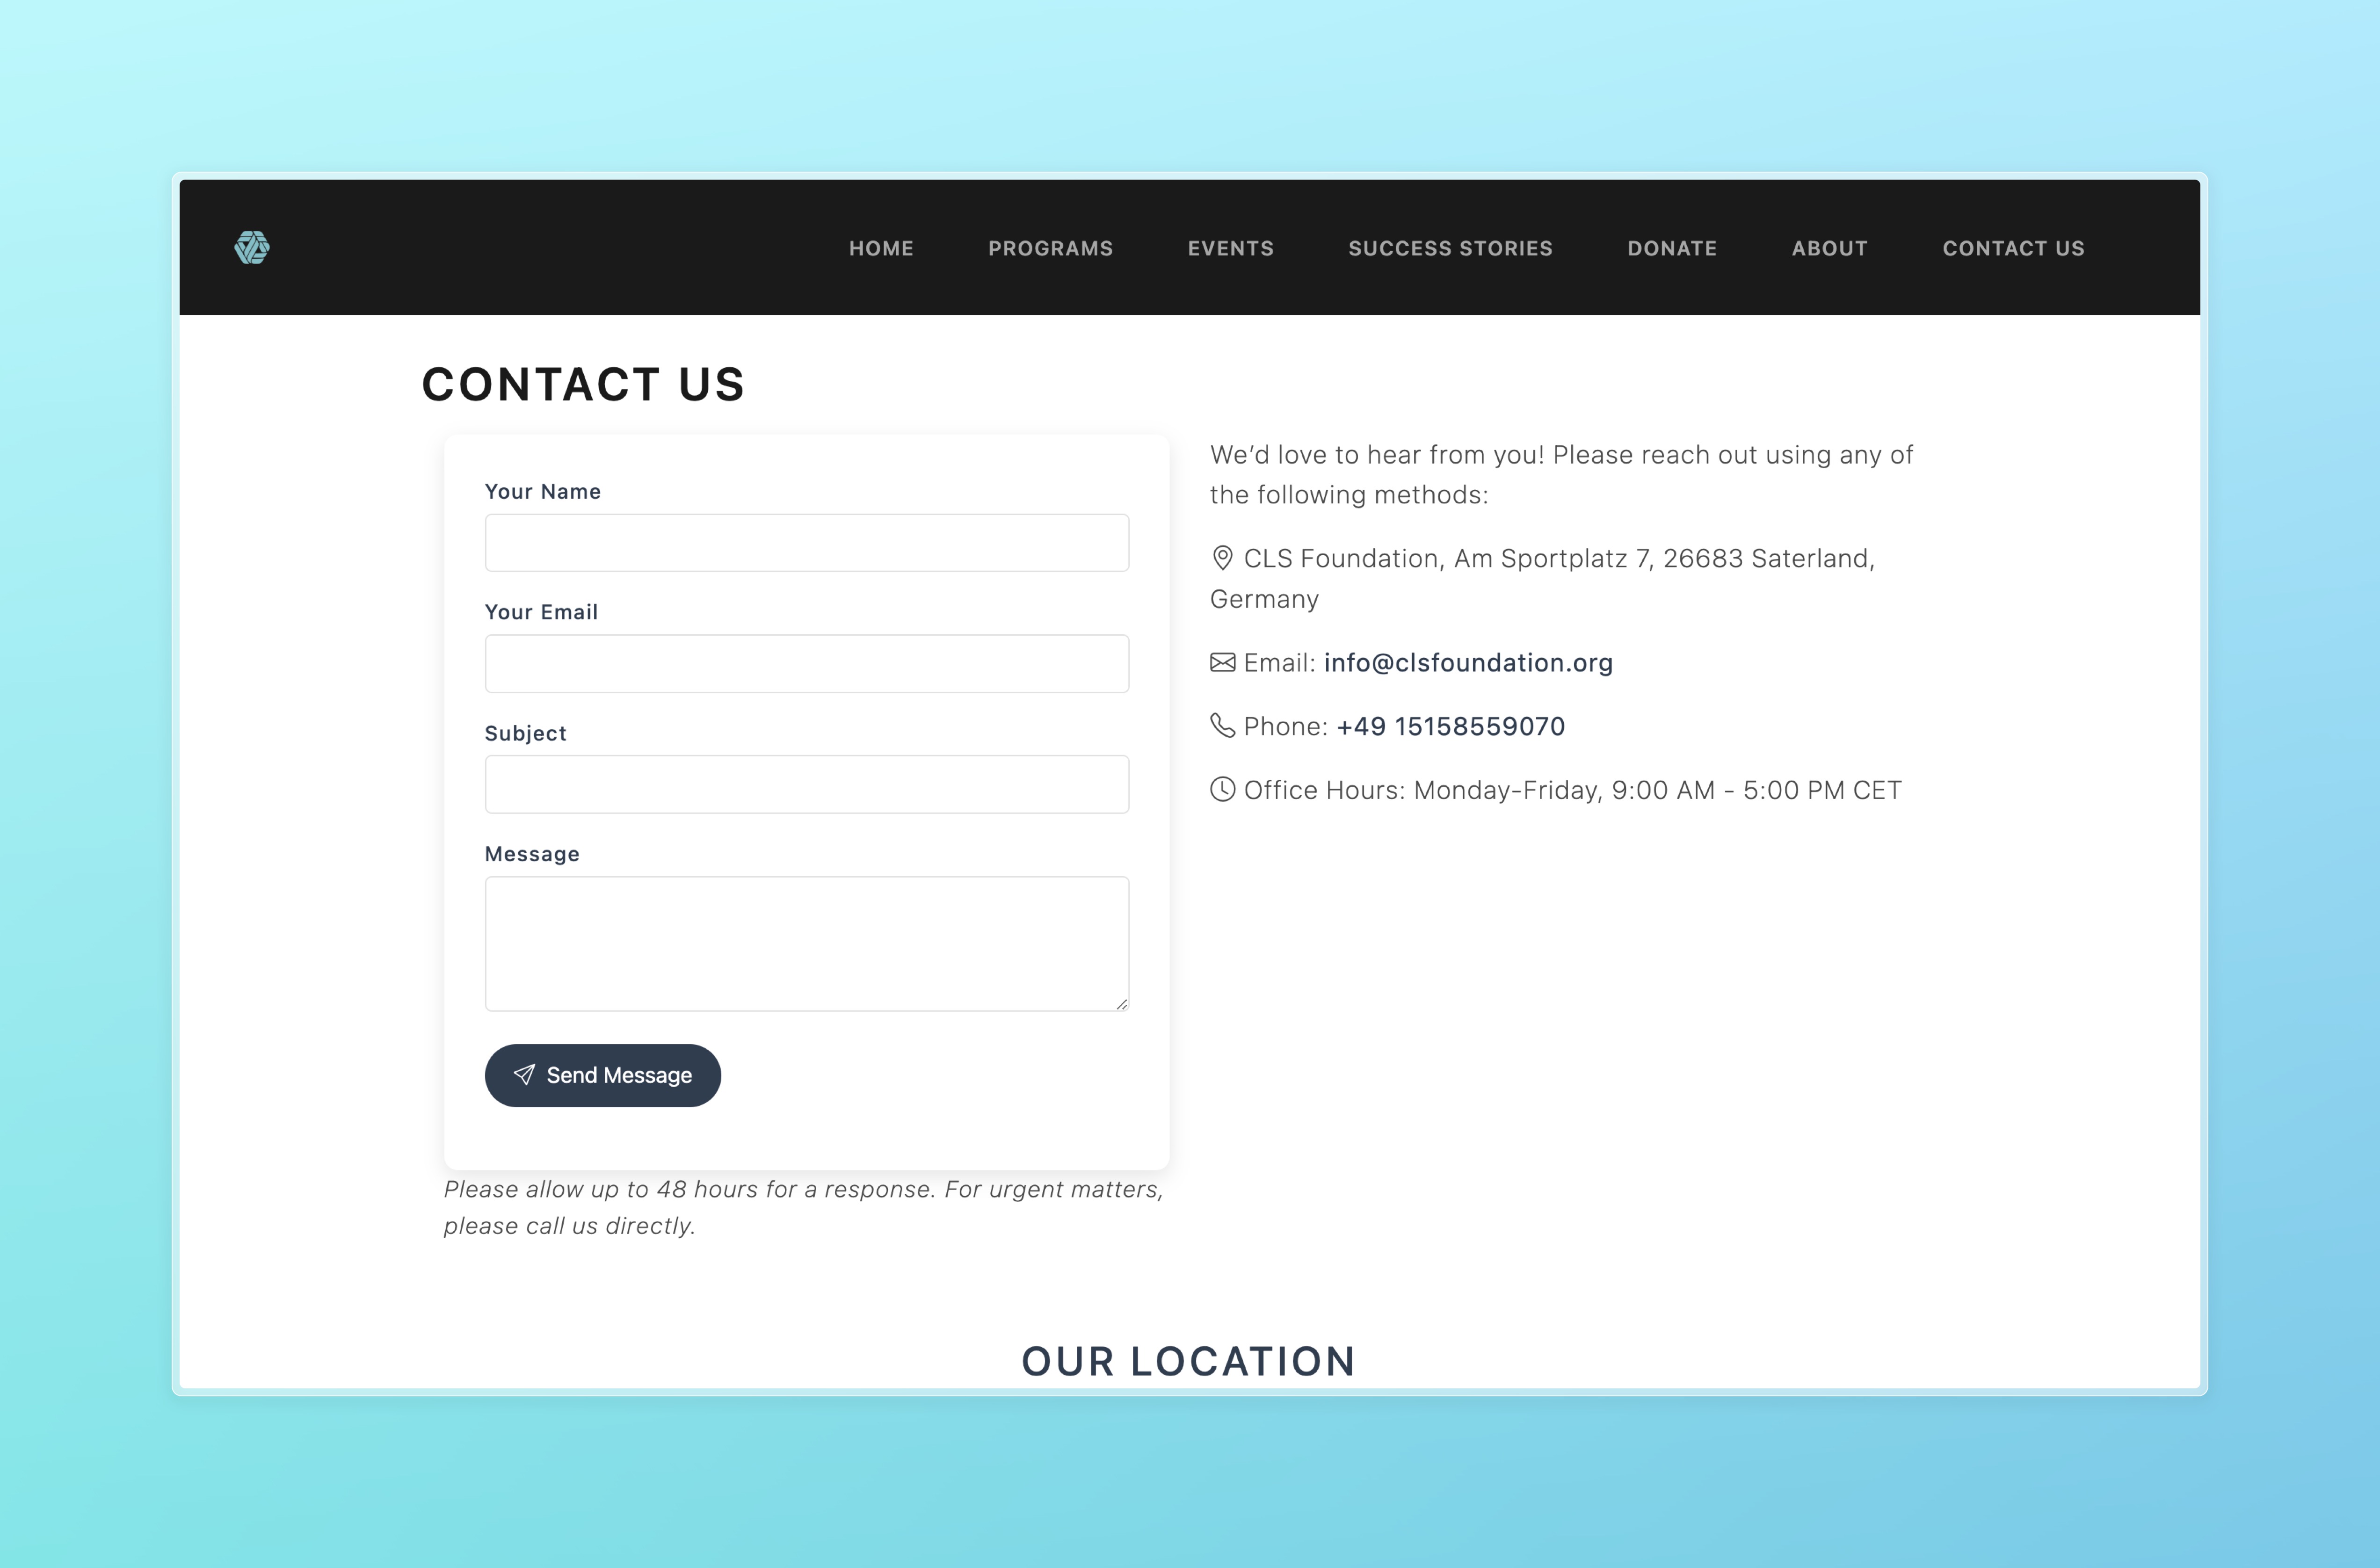 HOME PROGRAMS EVENTS SUCCESS STORIES DONATE ABOUT CONTACT US
CONTACT US
Your Name
Your Email
Subject
Message
Send Message
Please allow up to 48 hours for a response. For urgent matters,
please call us directly.
We’d love to hear from you! Please reach out using any of
the following methods:
CLS Foundation, Am Sportplatz 7, 26683 Saterland,
Germany
Email: info@clsfoundation.org
Phone: +49 15158559070
Office Hours: Monday-Friday, 9:00 AM - 5:00 PM CET
OUR LOCATION